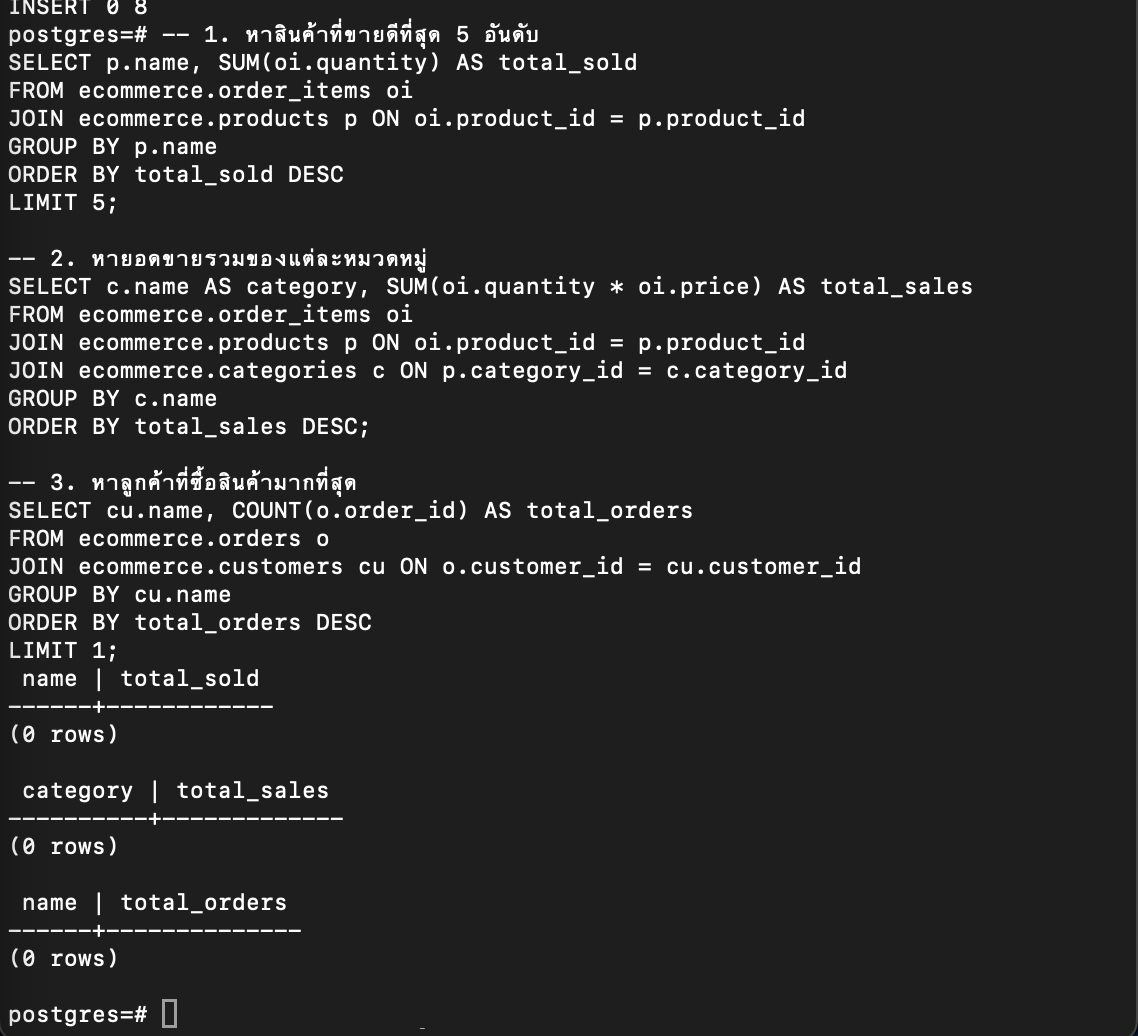 INSERT 0 8
postgres=# -- 1. หาสินค้าที่ขายดีที่สุด 5 อันดับ
SELECT p.name, SUM(oi.quantity) AS total_sold
FROM ecommerce.order_items oi
JOIN ecommerce.products p ON oi.product_id = p.product_id
GROUP BY p.name
ORDER BY total_sold DESC
LIMIT 5;
-- 2. หายอดขายรวมของแต่ละหมวดหมู่
SELECT c.name AS category, SUM(oi.quantity * oi.price) AS total_sales
FROM ecommerce.order_items oi
JOIN ecommerce.products p ON oi.product_id = p.product_id
JOIN ecommerce.categories c ON p.category_id = c.category_id
GROUP BY c.name
ORDER BY total_sales DESC;
-- 3. หาลูกค้าที่ซื้อสินค้ามากที่สุด
SELECT cu.name, COUNT(o.order_id) AS total_orders
FROM ecommerce.orders o
JOIN ecommerce.customers cu ON o.customer_id = cu.customer_id
GROUP BY cu.name
ORDER BY total_orders DESC
LIMIT 1;
 name | total_sold
------+------------
(0 rows)
 category | total_sales
----------+-------------
(0 rows)
 name | total_orders
------+--------------
(0 rows)
postgres=#